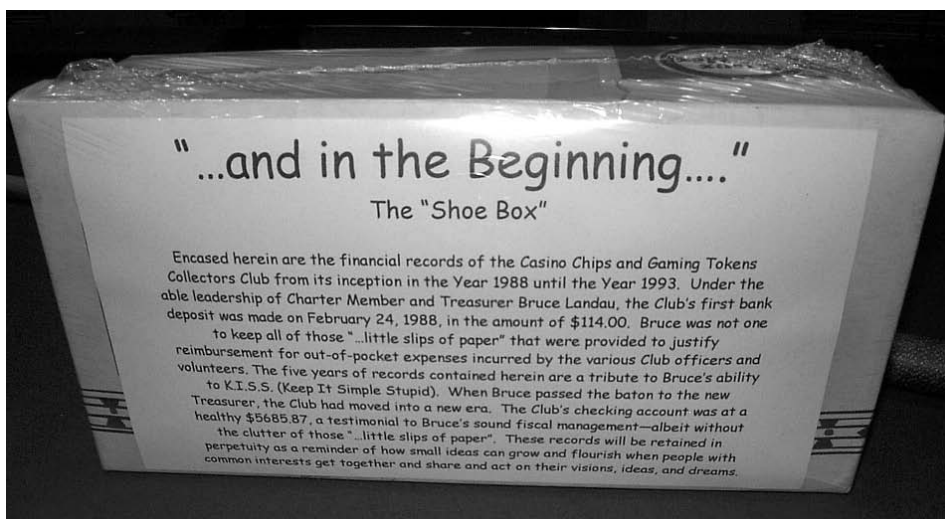 "...and in the Beginning...."
The "Shoe Box"
Encased herein are the financial records of the Casino Chips and Gaming Tokens
Collectors Club from its inception in the Year 1988 until the Year 1993. Under the
able leadership of Charter Member and Treasurer Bruce Landau, the Club's first bank
deposit was made on February 24, 1988, in the amount of $114.00. Bruce was not one
to keep all of those "...little slips of paper" that were provided to justify
reimbursement for out-of-pocket expenses incurred by the various Club officers and
volunteers. The five years of records contained herein are a tribute to Bruce's ability
to K.I.S.S. (Keep It Simple Stupid). When Bruce passed the baton to the new
Treasurer, the Club had moved into a new era. The Club's checking account was at a
healthy $5685.87, a testimonial to Bruce's sound fiscal management—albeit without
the clutter of those "...little slips of paper". These records will be retained in
perpetuity as a reminder of how small ideas can grow and flourish when people with
common interests get together and share and act on their visions, ideas, and dreams.